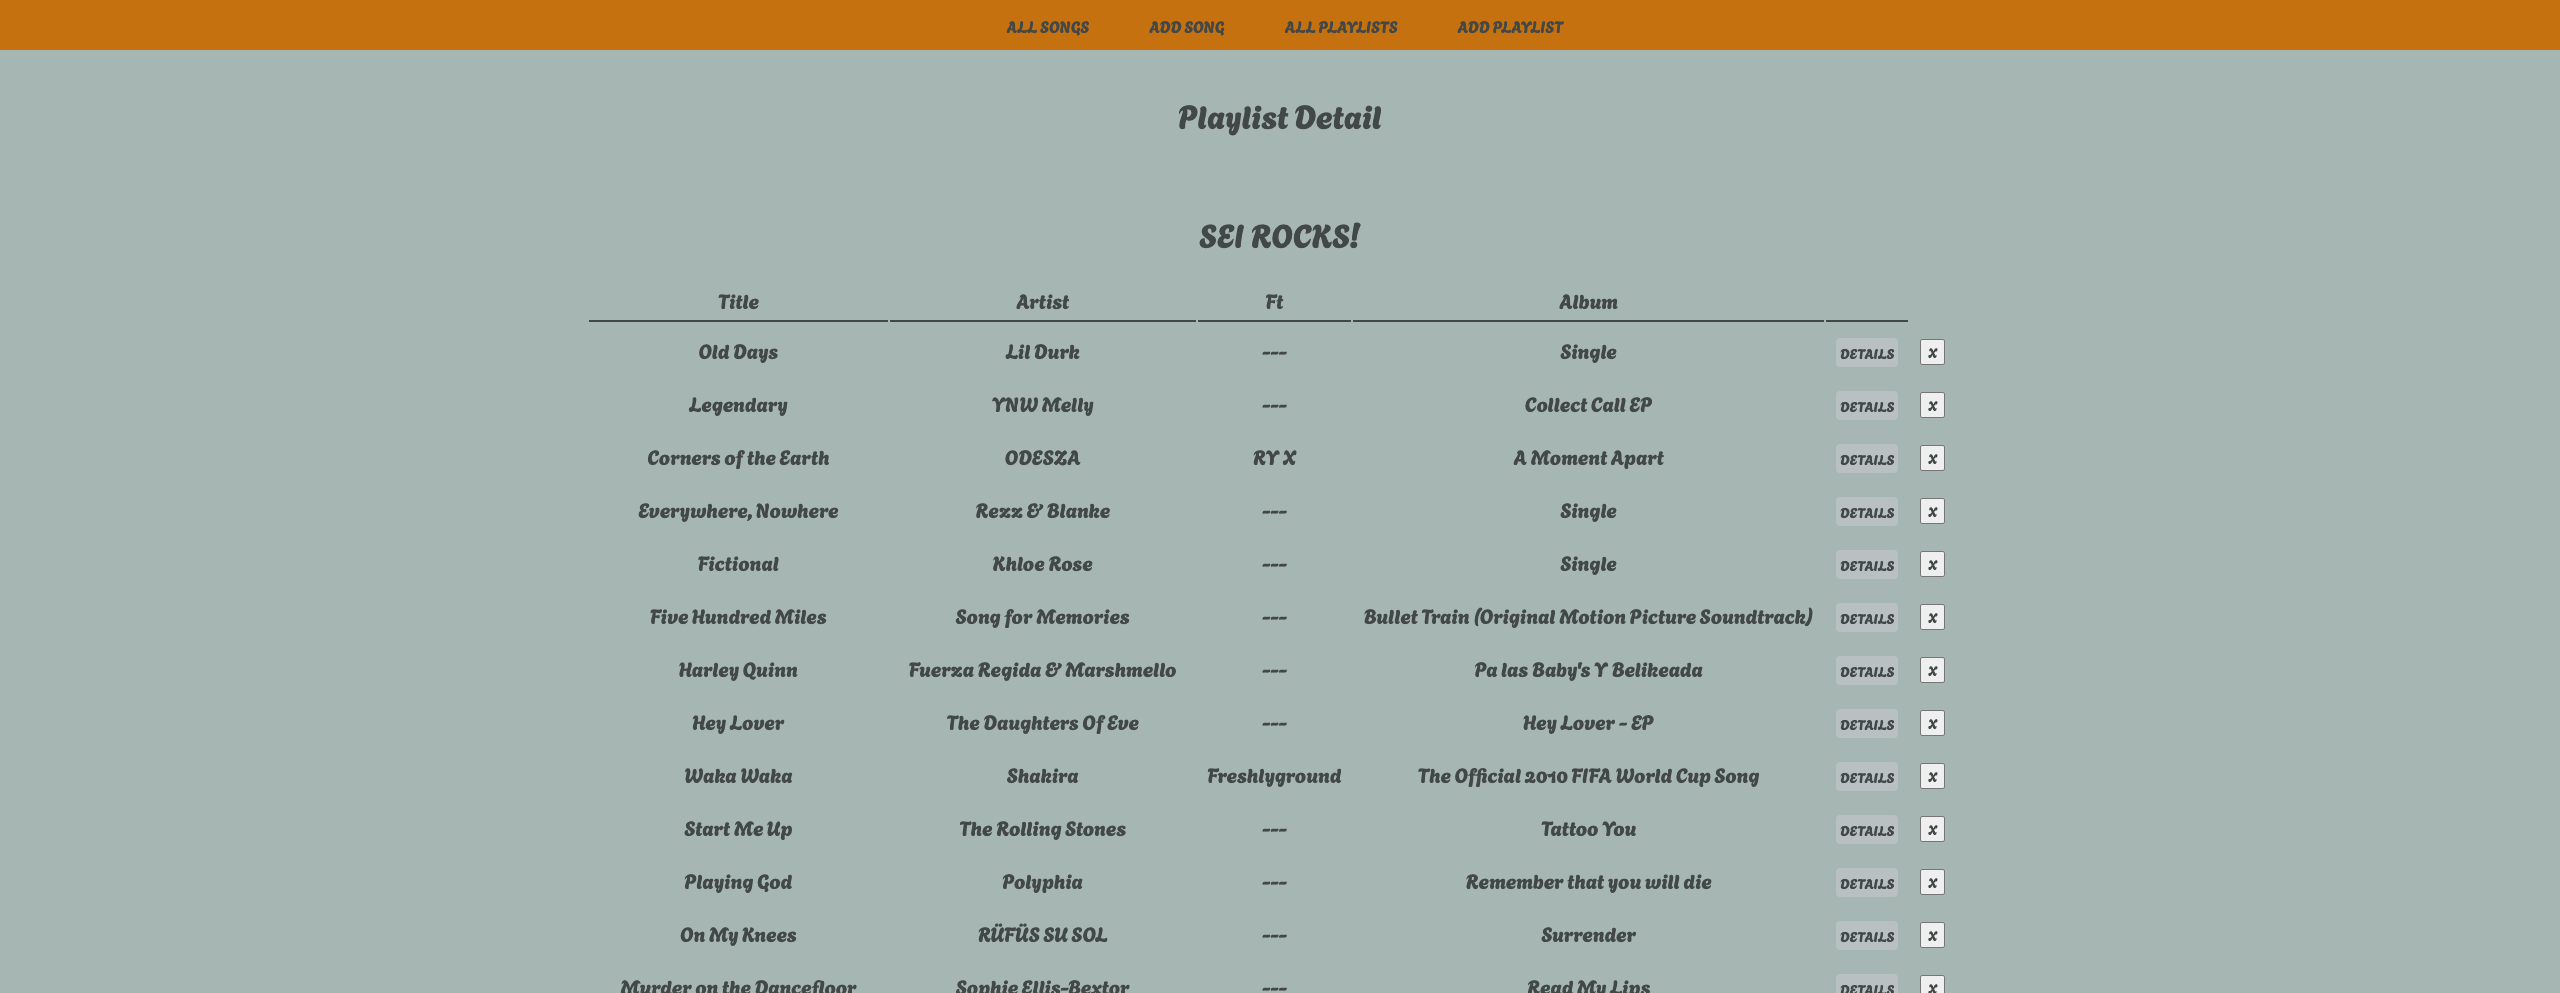 ALL SONGS ADD SONG ALL PLAYLISTS ADD PLAYLIST
Playlist Detail
SEI ROCKS!
Title Artist Ft Album
Old Days Lil Durk --- Single DETAILS X
Legendary YNW Melly --- Collect Call EP DETAILS X
Corners of the Earth ODESZA RY X A Moment Apart DETAILS X
Everywhere, Nowhere Rezz & Blanke --- Single DETAILS X
Fictional Khloe Rose --- Single DETAILS X
Five Hundred Miles Song for Memories --- Bullet Train (Original Motion Picture Soundtrack) DETAILS X
Harley Quinn Fuerza Regida & Marshmello --- Pa las Baby's Y Belikeada DETAILS X
Hey Lover The Daughters Of Eve --- Hey Lover - EP DETAILS X
Waka Waka Shakira Freshlyground The Official 2010 FIFA World Cup Song DETAILS X
Start Me Up The Rolling Stones --- Tattoo You DETAILS X
Playing God Polyphia --- Remember that you will die DETAILS X
On My Knees RÜFÜS SU SOL --- Surrender DETAILS X
Murder on the Dancefloor Sophie Ellis-Bextor --- Read My Lips DETAILS X